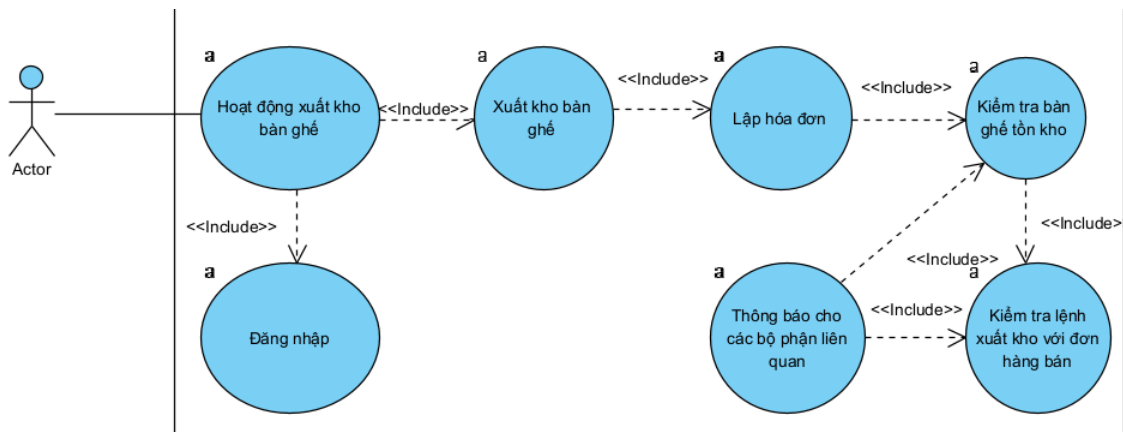 a
a
a
a
Hoạt động xuất kho
bàn ghế
<<Include>>
Xuất kho bàn
ghế
<<Include>>
Lập hóa đơn
<<Include>>
Kiểm tra bàn
ghế tồn kho
Actor
<<Include>>
<<Include>>
<<Include>>
a
Đăng nhập
a
Thông báo cho
các bộ phận liên
quan
<<Include>>
a
Kiểm tra lệnh
xuất kho với đơn
hàng bán